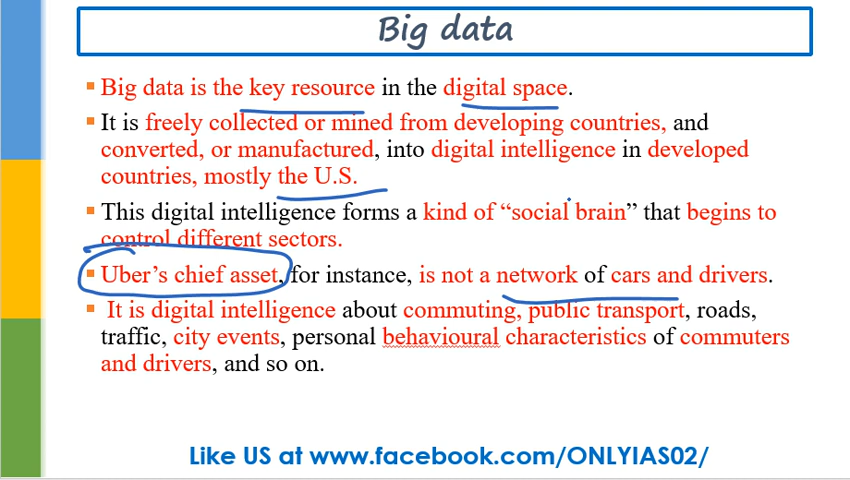 Big data
Big data is the key resource in the digital space.
It is freely collected or mined from developing countries, and
converted, or manufactured, into digital intelligence in developed
countries, mostly the U.S.
This digital intelligence forms a kind of “social brain” that begins to
control different sectors.
Uber’s chief asset, for instance, is not a network of cars and drivers.
It is digital intelligence about commuting, public transport, roads,
traffic, city events, personal behavioural characteristics of commuters
and drivers, and so on.
Like US at www.facebook.com/ONLYIAS02/